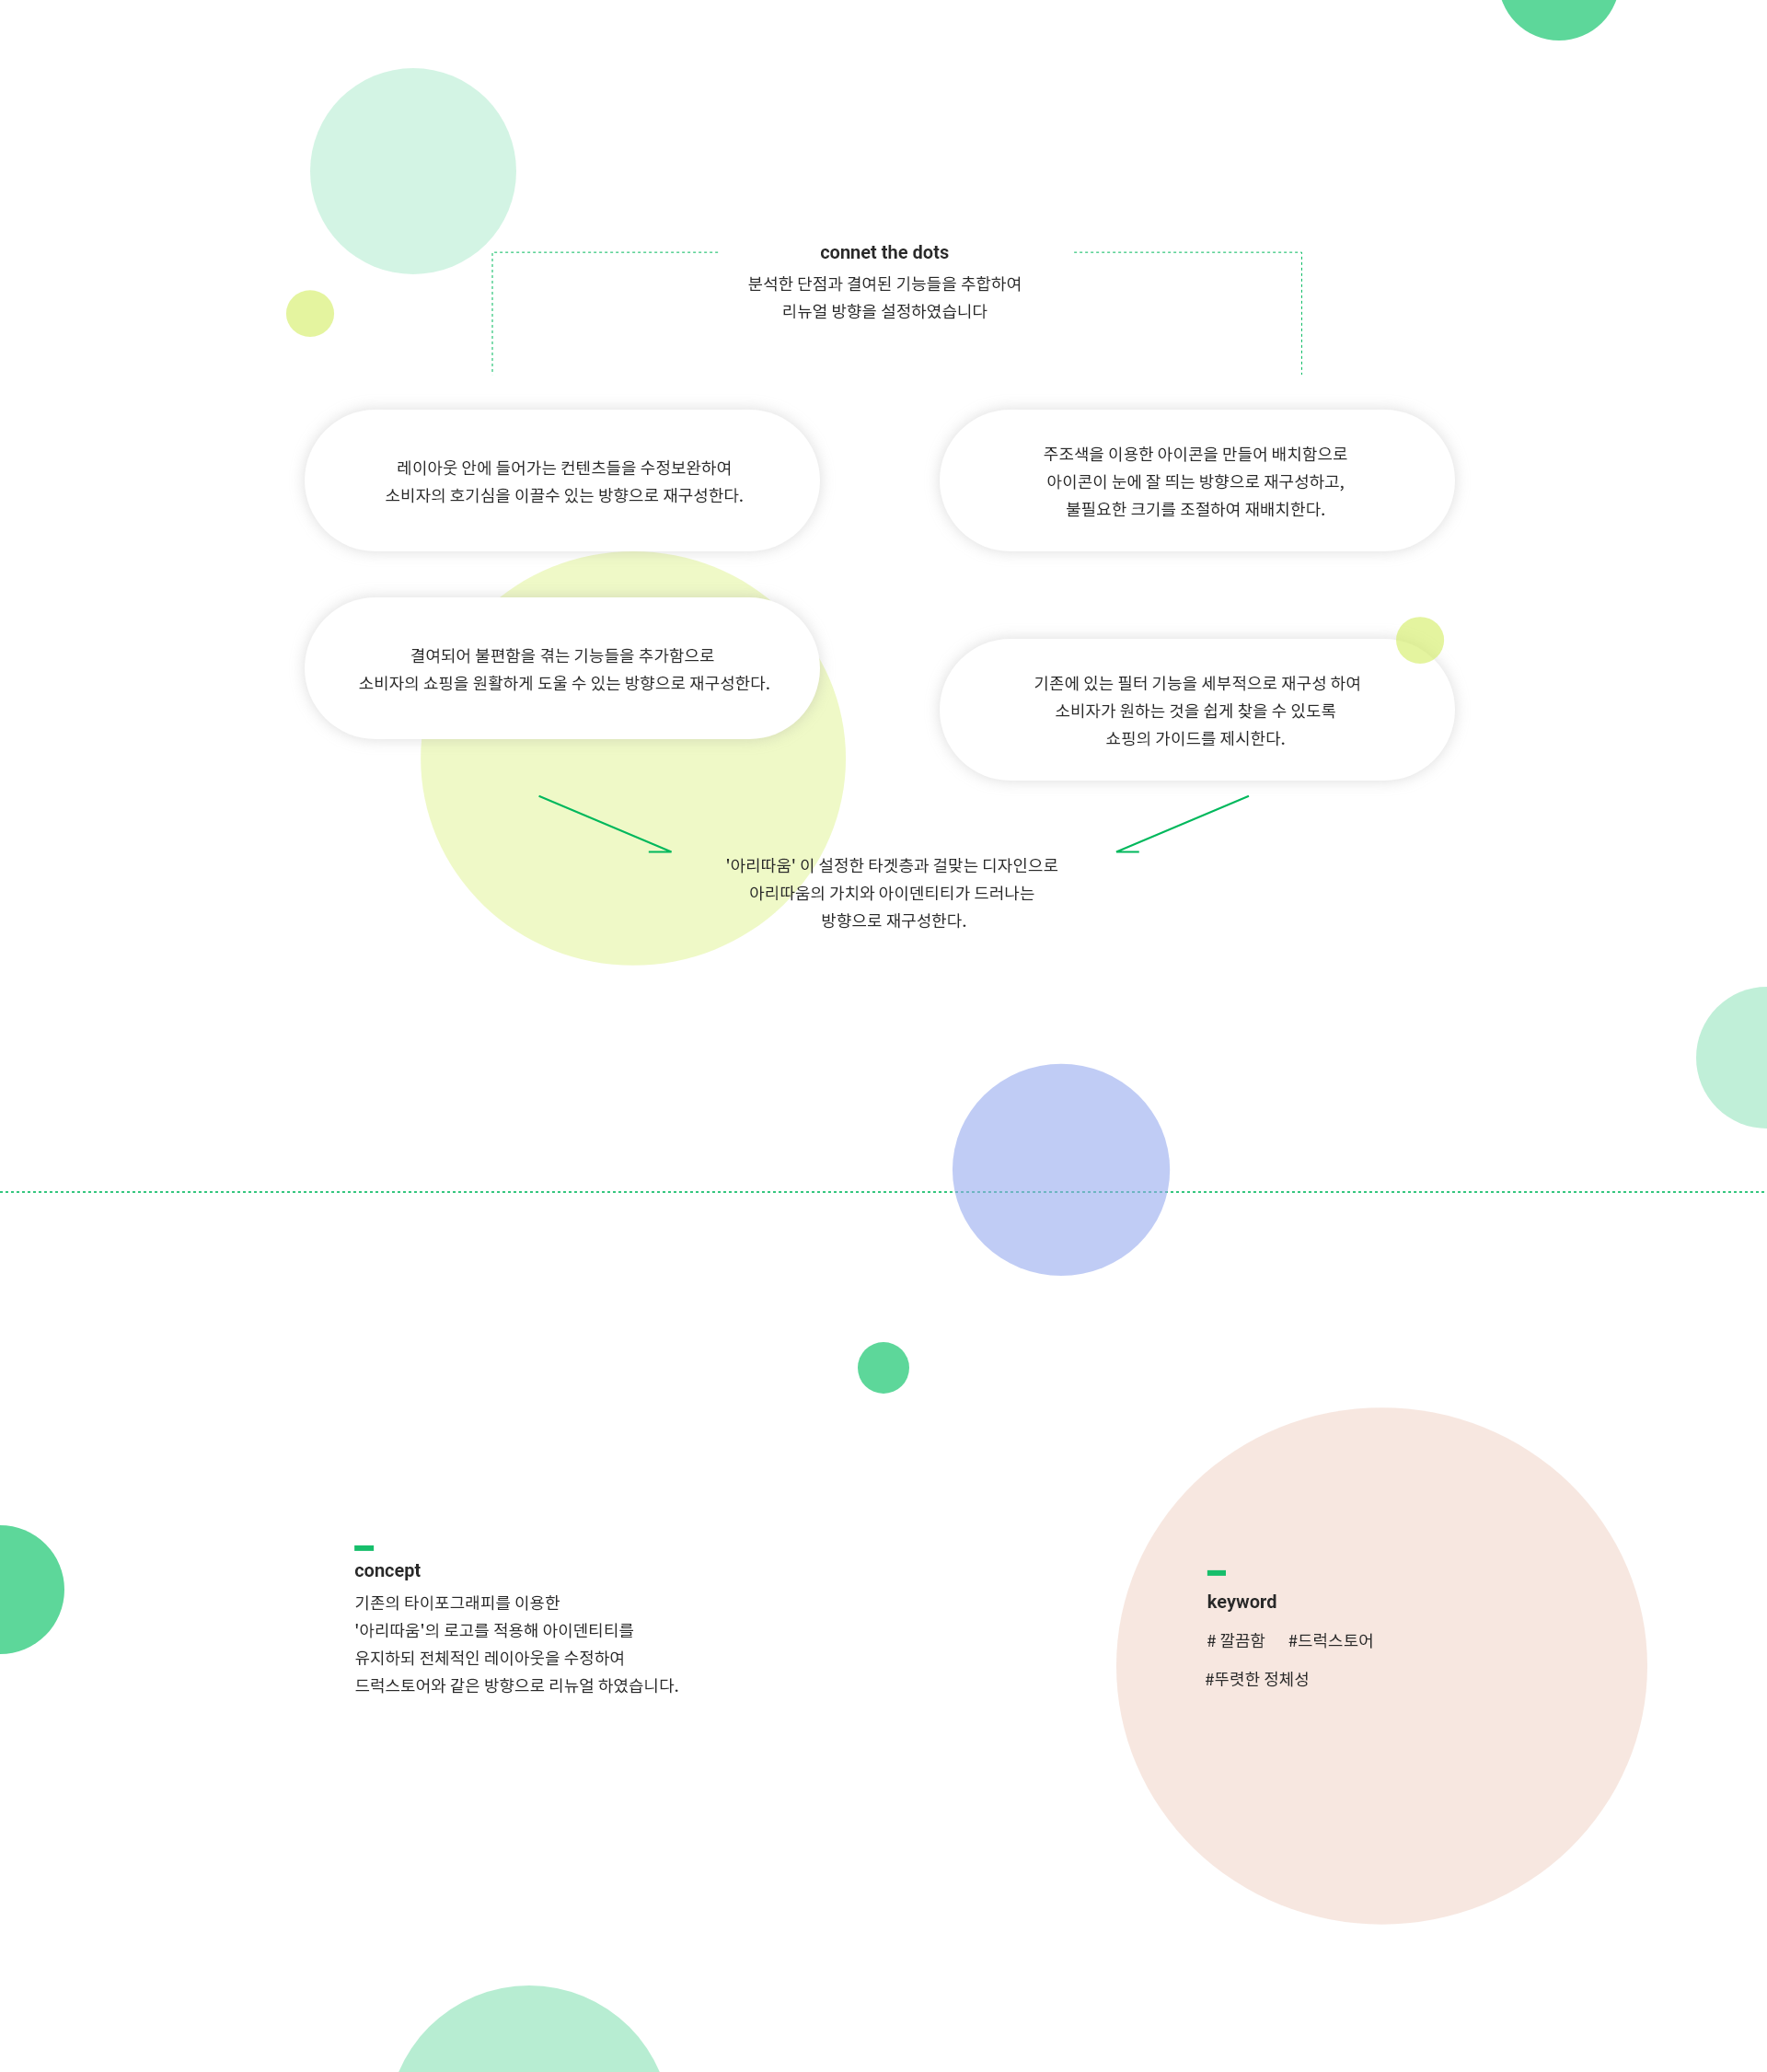 connet the dots
분석한 단점과 결여된 기능들을 추합하여
리뉴얼 방향을 설정하였습니다
레이아웃 안에 들어가는 컨텐츠들을 수정보완하여
소비자의 호기심을 이끌수 있는 방향으로 재구성한다.
주조색을 이용한 아이콘을 만들어 배치함으로
아이콘이 눈에 잘 띄는 방향으로 재구성하고,
불필요한 크기를 조절하여 재배치한다.
결여되어 불편함을 겪는 기능들을 추가함으로
소비자의 쇼핑을 원활하게 도울 수 있는 방향으로 재구성한다.
기존에 있는 필터 기능을 세부적으로 재구성 하여
소비자가 원하는 것을 쉽게 찾을 수 있도록
쇼핑의 가이드를 제시한다.
'아리따움' 이 설정한 타겟층과 걸맞는 디자인으로
아리따움의 가치와 아이덴티티가 드러나는
방향으로 재구성한다.
concept
기존의 타이포그래피를 이용한
'아리따움'의 로고를 적용해 아이덴티티를
유지하되 전체적인 레이아웃을 수정하여
드럭스토어와 같은 방향으로 리뉴얼 하였습니다.
keyword
# 깔끔함 #드럭스토어
#뚜렷한 정체성